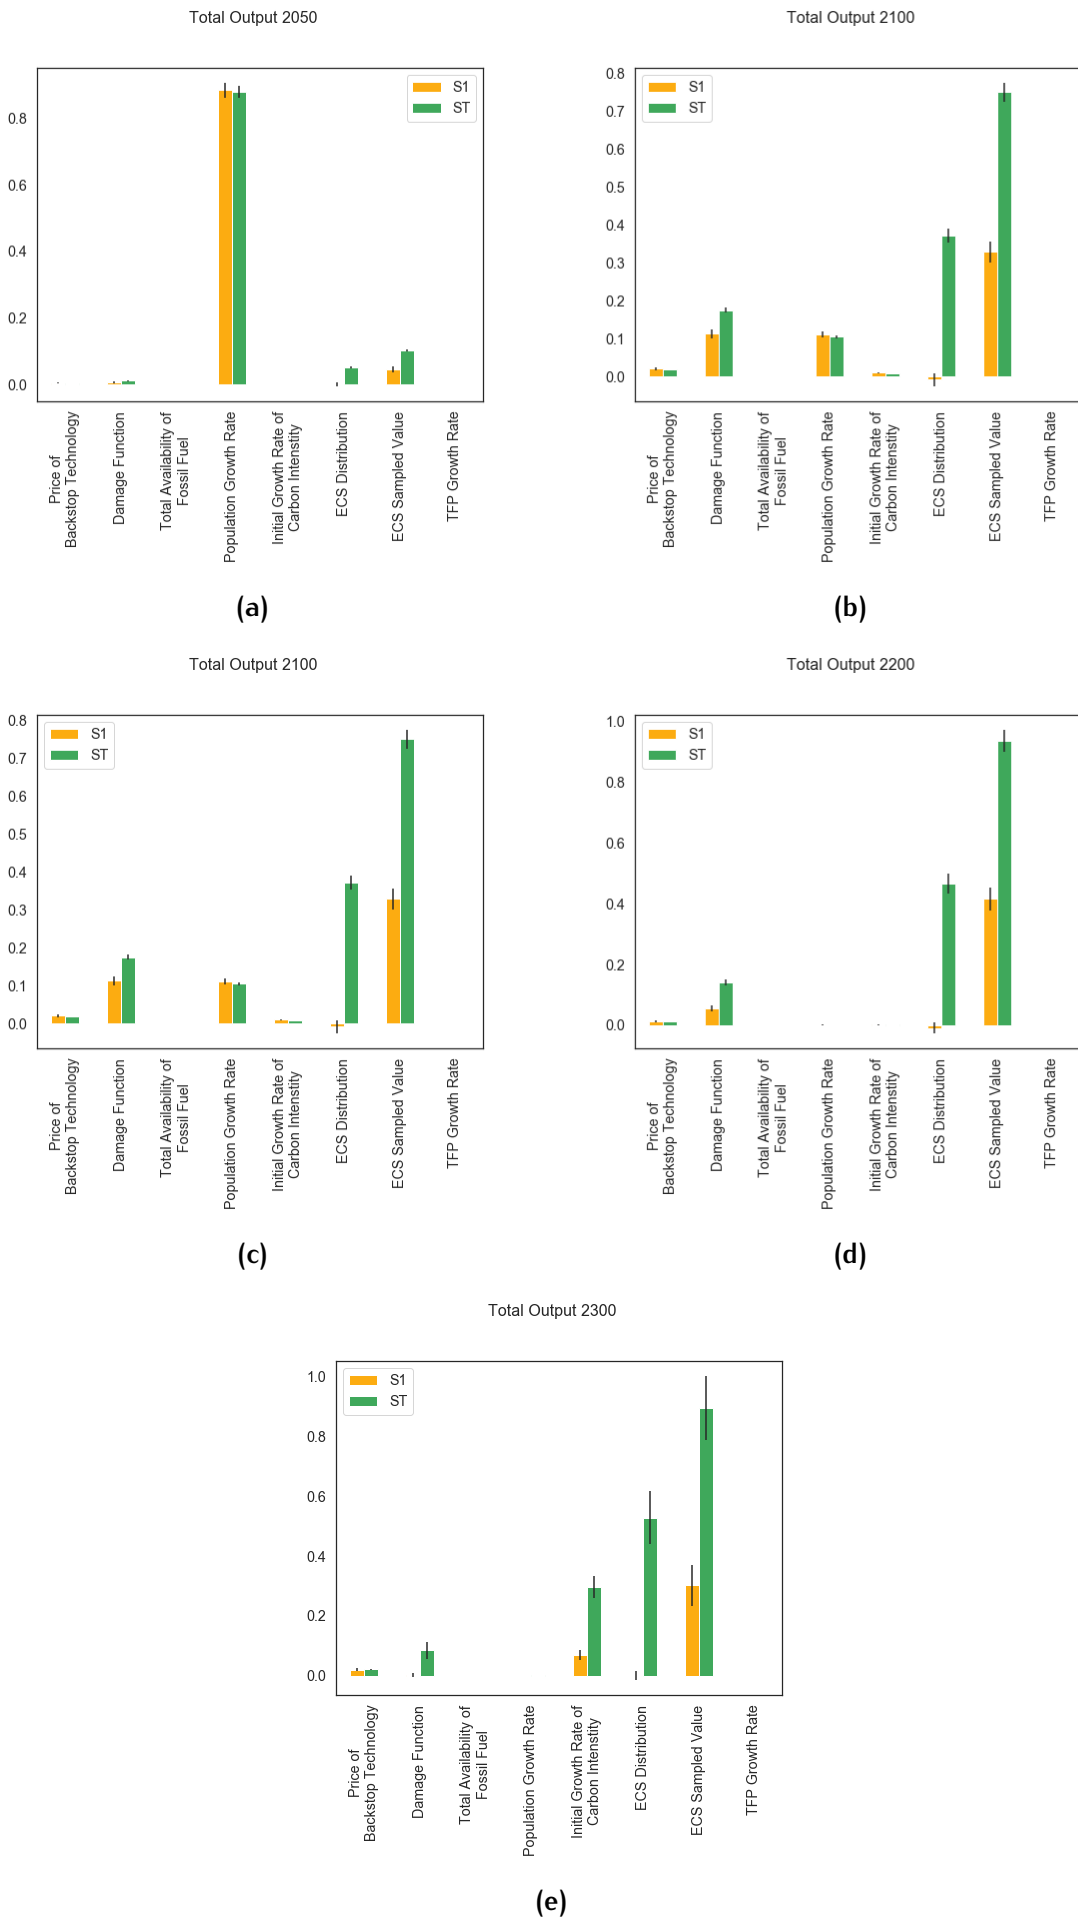 Total Output 2050
S1
ST
0.8
0.6
0.4
0.2
0.0
Price of
Backstop Technology
Damage Function
Total Availability of
Fossil Fuel
Population Growth Rate
Initial Growth Rate of
Carbon Intenstity
ECS Distribution
ECS Sampled Value
TFP Growth Rate
(a)
Total Output 2100
S1
ST
0.8
0.7
0.6
0.5
0.4
0.3
0.2
0.1
0.0
Price of
Backstop Technology
Damage Function
Total Availability of
Fossil Fuel
Population Growth Rate
Initial Growth Rate of
Carbon Intenstity
ECS Distribution
ECS Sampled Value
TFP Growth Rate
(b)
Total Output 2100
S1
ST
0.8
0.7
0.6
0.5
0.4
0.3
0.2
0.1
0.0
Price of
Backstop Technology
Damage Function
Total Availability of
Fossil Fuel
Population Growth Rate
Initial Growth Rate of
Carbon Intenstity
ECS Distribution
ECS Sampled Value
TFP Growth Rate
(c)
Total Output 2200
S1
ST
1.0
0.8
0.6
0.4
0.2
0.0
Price of
Backstop Technology
Damage Function
Total Availability of
Fossil Fuel
Population Growth Rate
Initial Growth Rate of
Carbon Intenstity
ECS Distribution
ECS Sampled Value
TFP Growth Rate
(d)
Total Output 2300
S1
ST
1.0
0.8
0.6
0.4
0.2
0.0
Price of
Backstop Technology
Damage Function
Total Availability of
Fossil Fuel
Population Growth Rate
Initial Growth Rate of
Carbon Intenstity
ECS Distribution
ECS Sampled Value
TFP Growth Rate
(e)